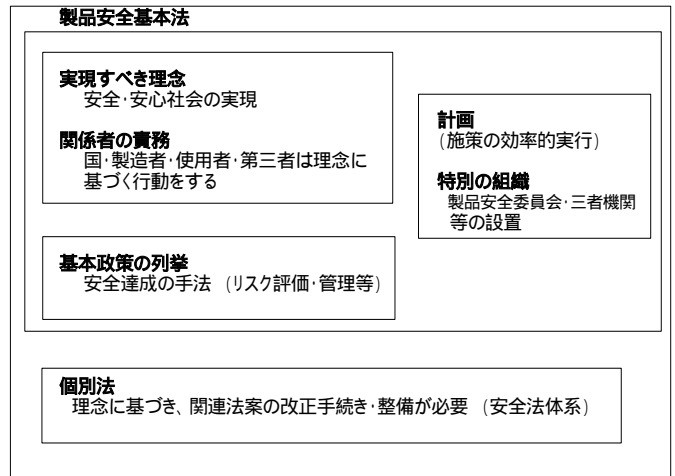 製品安全基本法
実現すべき理念
安全・安心社会の実現
関係者の責務
国・製造者・使用者・第三者は理念に
基づく行動をする
計画
(施策の効率的実行)
特別の組織
製品安全委員会・三者機関
等の設置
基本政策の列挙
安全達成の手法 (リスク評価・管理等)
個別法
理念に基づき、関連法案の改正手続き・整備が必要 (安全法体系)